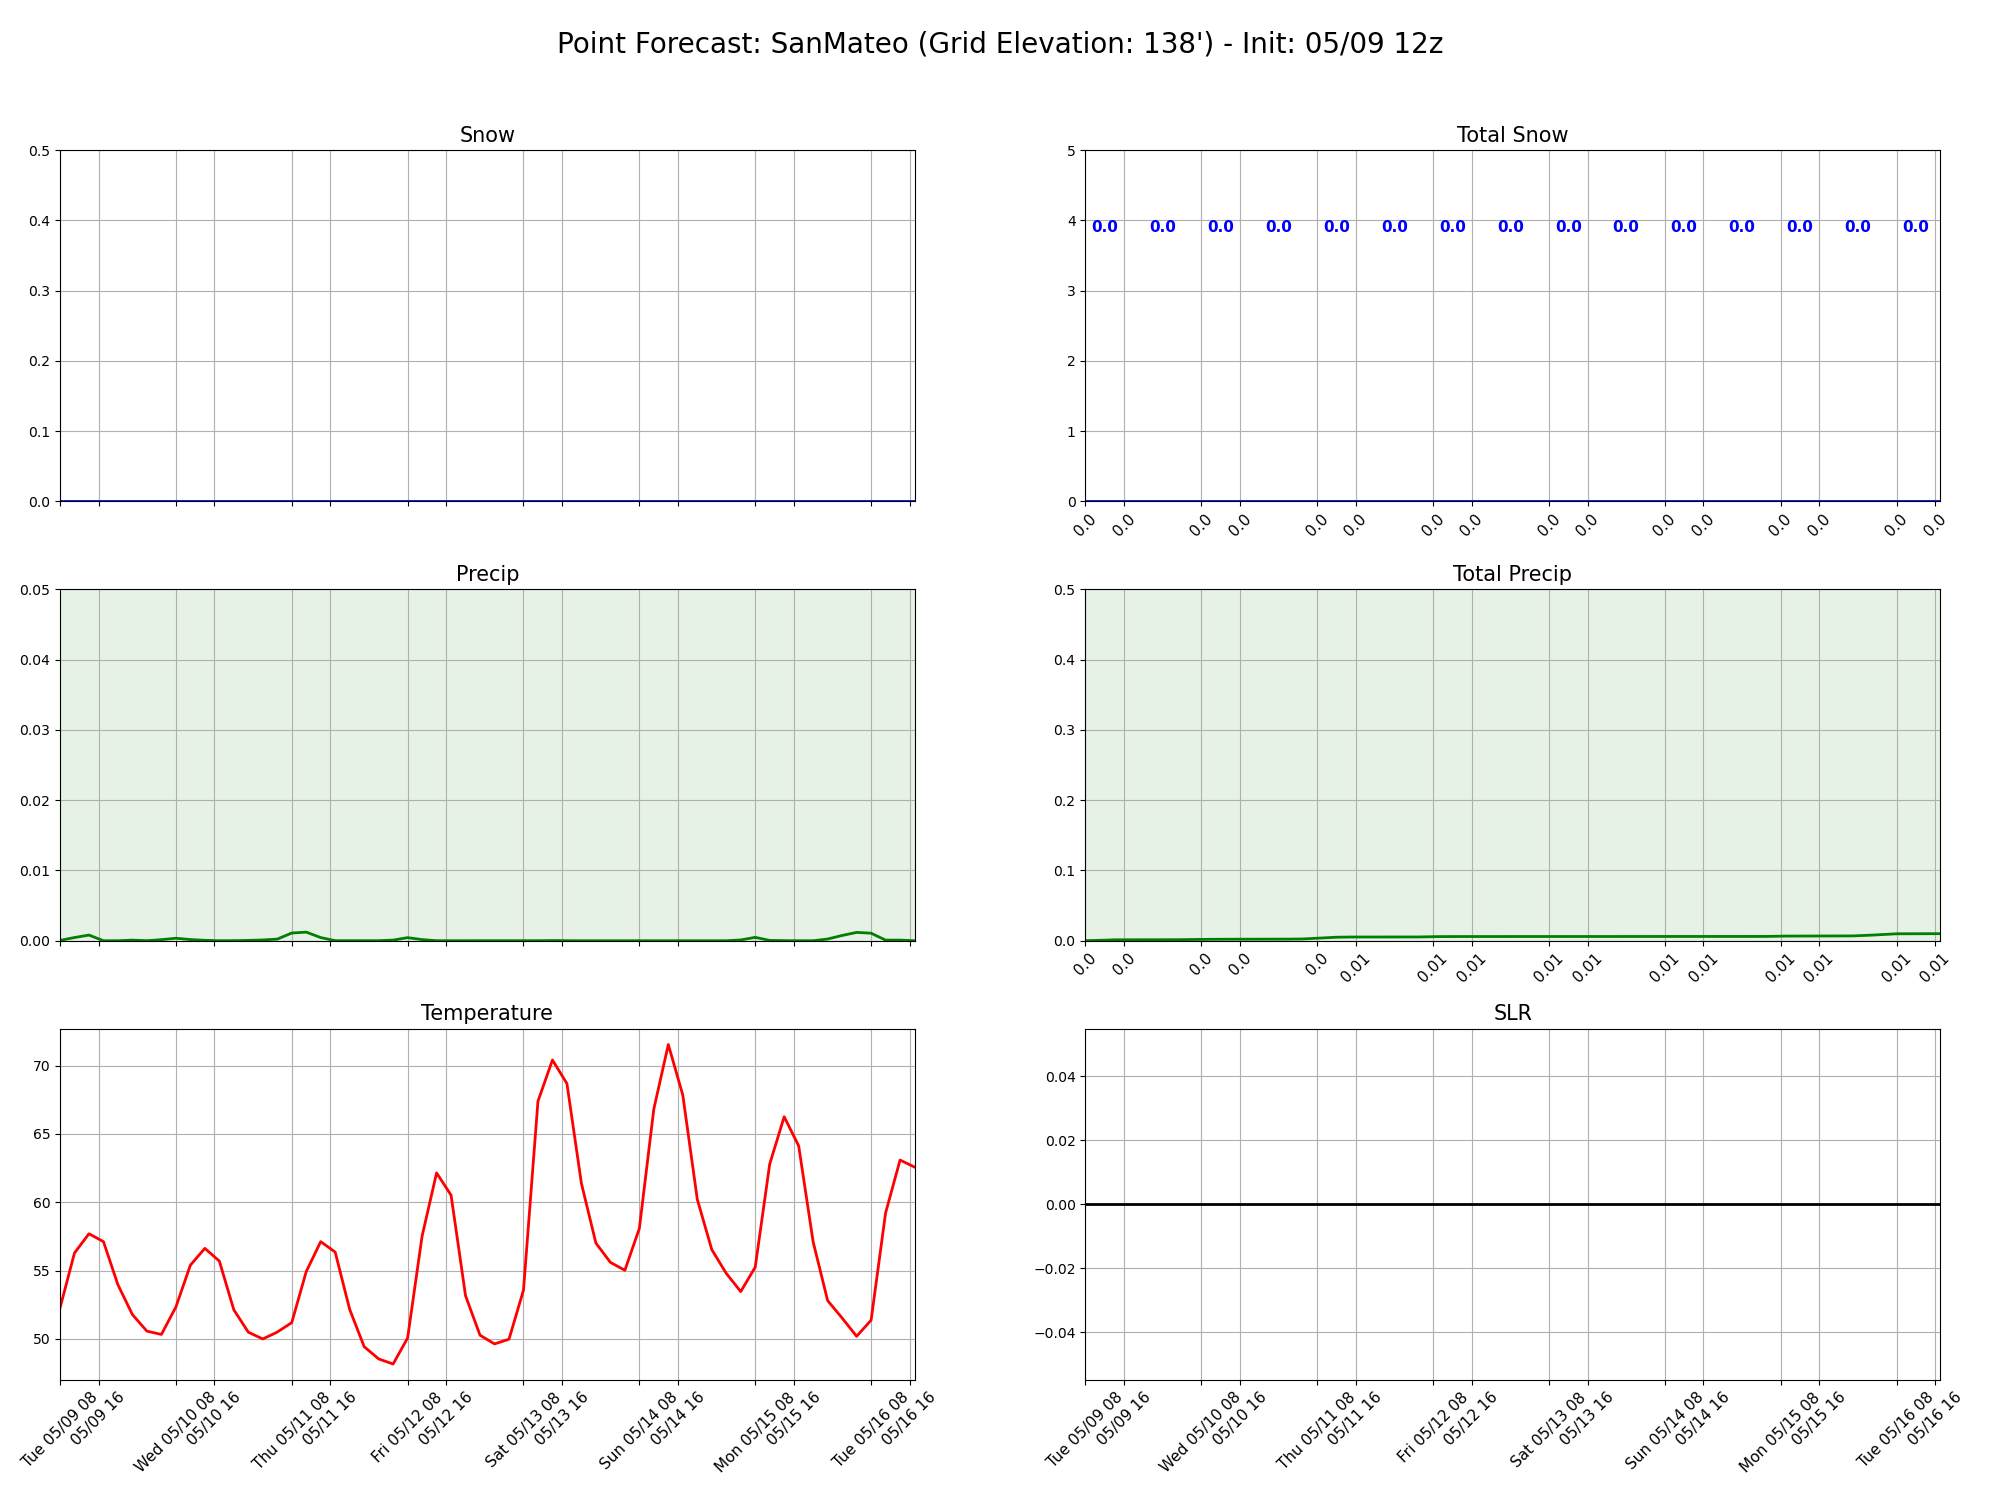 Point Forecast: SanMateo (Grid Elevation: 138') - Init: 05/09 12z
Snow
0.5
0.4
0.3
0.2
0.1
0.0
Total Snow
5
4
3
2
1
0
0.0 0.0 0.0 0.0 0.0 0.0 0.0 0.0 0.0 0.0 0.0 0.0 0.0 0.0 0.0
0.0 0.0 0.0 0.0 0.0 0.0 0.0 0.0 0.0 0.0 0.0 0.0 0.0 0.0 0.0 0.0
Precip
0.05
0.04
0.03
0.02
0.01
0.00
Total Precip
0.5
0.4
0.3
0.2
0.1
0.0
0.0 0.0 0.0 0.0 0.0 0.01 0.01 0.01 0.01 0.01 0.01 0.01 0.01 0.01 0.01 0.01
Temperature
70
65
60
55
50
Tue 05/09 08
05/09 16
Wed 05/10 08
05/10 16
Thu 05/11 08
05/11 16
Fri 05/12 08
05/12 16
Sat 05/13 08
05/13 16
Sun 05/14 08
05/14 16
Mon 05/15 08
05/15 16
Tue 05/16 08
05/16 16
SLR
0.04
0.02
0.00
−0.02
−0.04
Tue 05/09 08
05/09 16
Wed 05/10 08
05/10 16
Thu 05/11 08
05/11 16
Fri 05/12 08
05/12 16
Sat 05/13 08
05/13 16
Sun 05/14 08
05/14 16
Mon 05/15 08
05/15 16
Tue 05/16 08
05/16 16